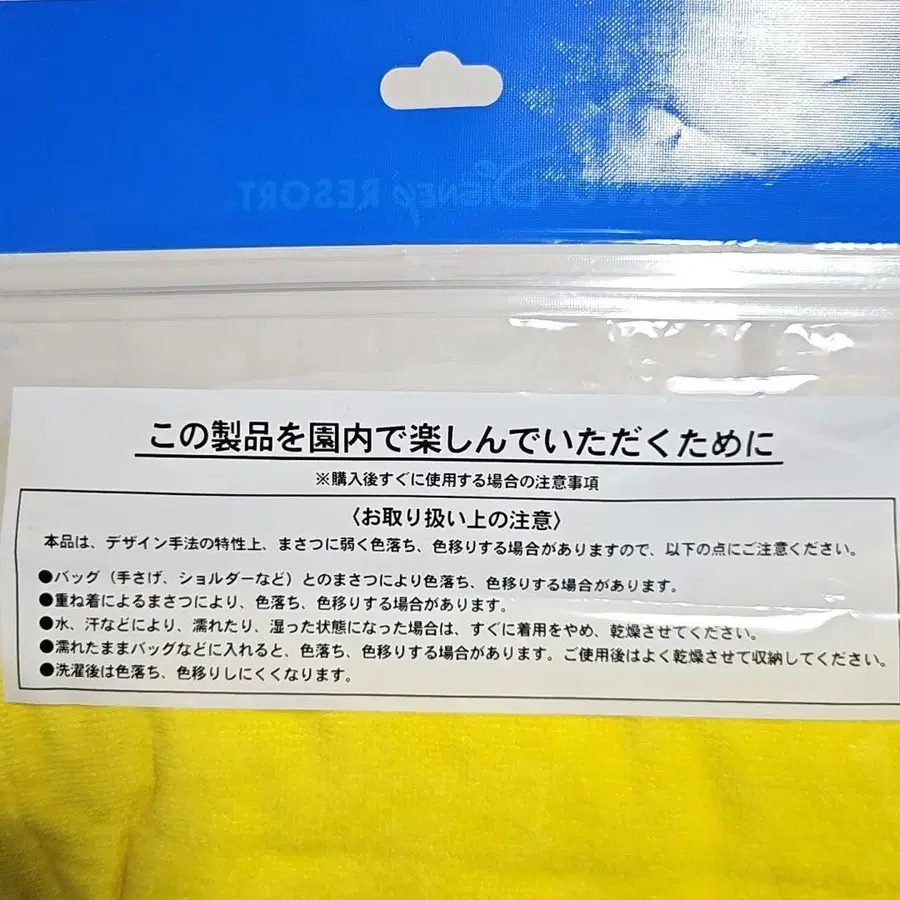 TOKYO DISNEY RESORT
この製品を園内で楽しんでいただくために
※購入後すぐに使用する場合の注意事項
〈お取り扱い上の注意〉
本品は、デザイン手法の特性上、まさつに弱く色落ち、色移りする場合がありますので、以下の点にご注意ください。
●バッグ（手さげ、ショルダーなど）とのまさつにより色落ち、色移りする場合があります。
●重ね着によるまさつにより、色落ち、色移りする場合があります。
●水、汗などにより、濡れたり、湿った状態になった場合は、すぐに着用をやめ、乾燥させてください。
●濡れたままバッグなどに入れると、色落ち、色移りする場合があります。ご使用後はよく乾燥させて収納してください。
●洗濯後は色落ち、色移りしにくくなります。